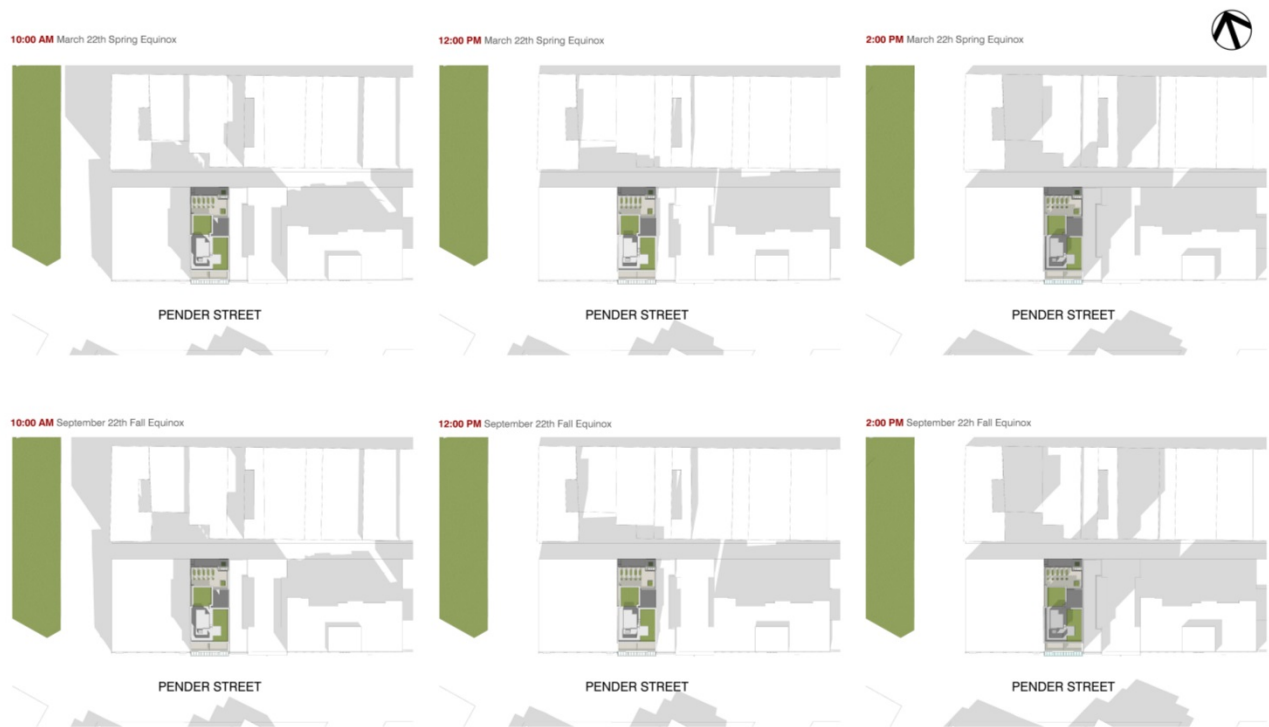 10:00 AM March 22th Spring Equinox
12:00 PM March 22th Spring Equinox
2:00 PM March 22h Spring Equinox
PENDER STREET
PENDER STREET
PENDER STREET
10:00 AM September 22th Fall Equinox
12:00 PM September 22th Fall Equinox
2:00 PM September 22h Fall Equinox
PENDER STREET
PENDER STREET
PENDER STREET